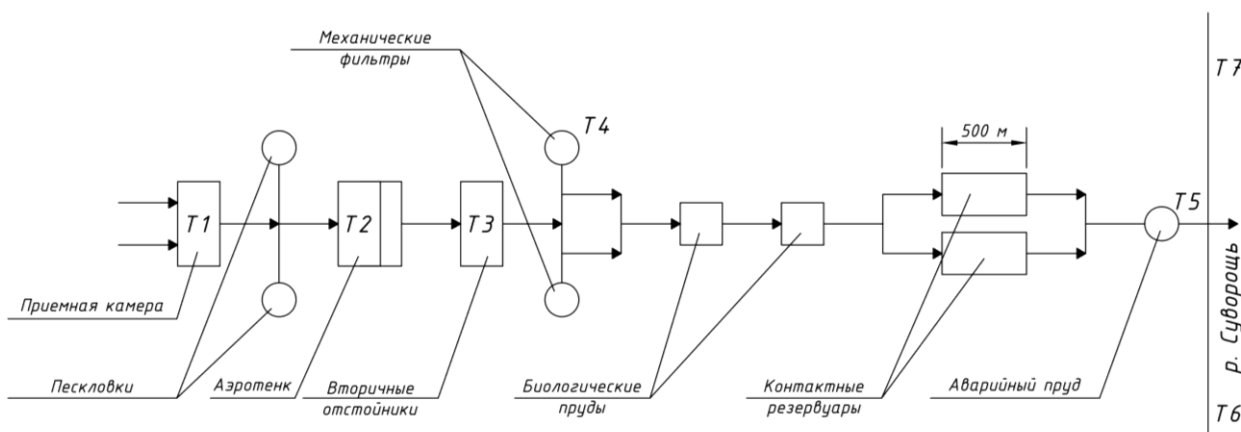 Механические
фильтры
Т7
Т4
500 м
Т1
Т2
Т3
Т5
Приемная камера
р. Суворощь
Песκловки
Аэротенк
Вторичные
отстойники
Биологические
пруды
Контактные
резервуары
Аварийный пруд
Т6